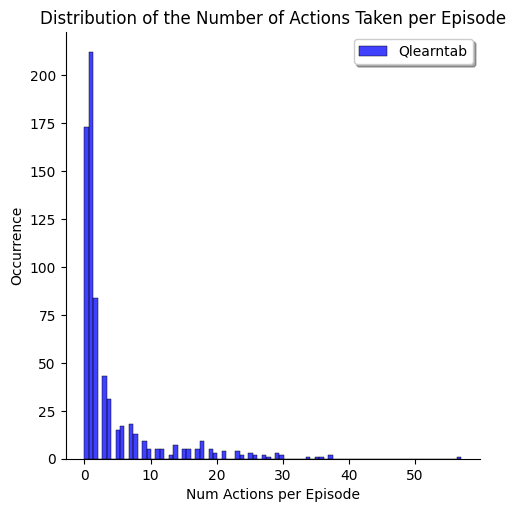 Distribution of the Number of Actions Taken per Episode
Qlearntab
200
175
150
125
100
75
50
25
0
Occurrence
0 10 20 30 40 50
Num Actions per Episode